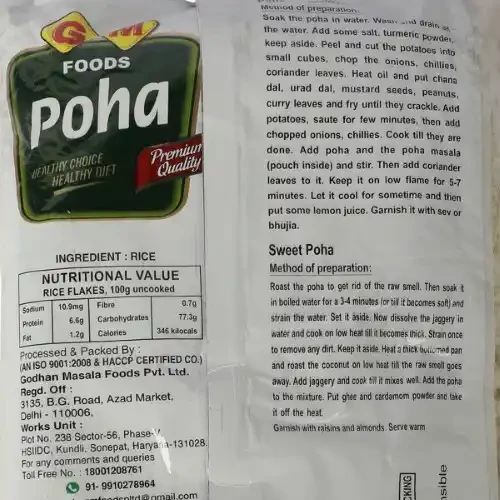 GM
FOODS
Poha
HEALTHY CHOICE
HEALTHY DIET
Premium
Quality
INGREDIENT : RICE
NUTRITIONAL VALUE
RICE FLAKES, 100g uncooked
Sodium 10.9mg Fibre 0.7g
Protein 6.6g Carbohydrates 77.3g
Fat 1.2g Calories 346 kilocals
Processed & Packed By :
(AN ISO 9001:2008 & HACCP CERTIFIED CO.)
Godhan Masala Foods Pvt. Ltd.
Regd. Off :
3135, B.G. Road, Azad Market,
Delhi - 110006,
Works Unit :
Plot No. 238 Sector-56, Phase-
HSIIDC, Kundli, Sonepat, Haryana-131028.
For any comments and queries
Toll Free No. : 18001208761
91- 9910278964
Method of preparation:
Soak the poha in water. Wash and drain
the water. Add some salt, turmeric powder,
keep aside. Peel and cut the potatoes into
small cubes, chop the onions, chillies,
coriander leaves. Heat oil and put chana
dal, urad dal, mustard seeds, peanuts,
curry leaves and fry until they crackle. Add
potatoes, saute for few minutes, then add
chopped onions, chillies. Cook till they are
done. Add poha and the poha masala
(pouch inside) and stir. Then add coriander
leaves to it. Keep it on low flame for 5-7
minutes. Let it cool for sometime and then
put some lemon juice. Garnish it with sev or
bhujia.
Sweet Poha
Method of preparation:
Roast the poha to get rid of the raw smell. Then soak it
in boiled water for a 3-4 minutes (or till it becomes soft) and
strain the water. Set it aside. Now dissolve the jaggery in
water and cook on low heat till it becomes thick. Strain once
to remove any dirt. Keep it aside. Heat a thick bottomed pan
and roast the coconut on low heat till the raw smell goes
away. Add jaggery and cook till it mixes well. Add the poha
to the mixture. Put ghee and cardamom powder and take
it off the heat.
Garnish with raisins and almonds. Serve warm